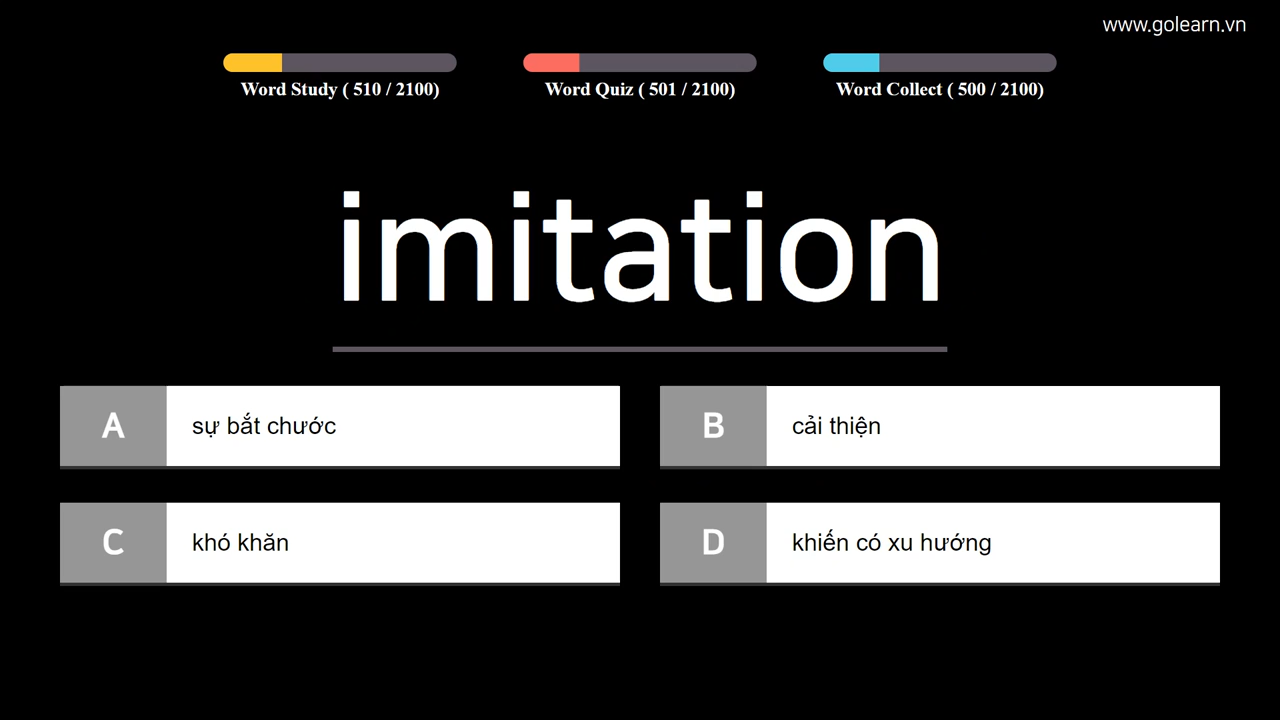 www.golearn.vn
Word Study ( 510 / 2100)
Word Quiz ( 501 / 2100)
Word Collect ( 500 / 2100)
imitation
A sự bắt chước
B cải thiện
C khó khăn
D khiến có xu hướng